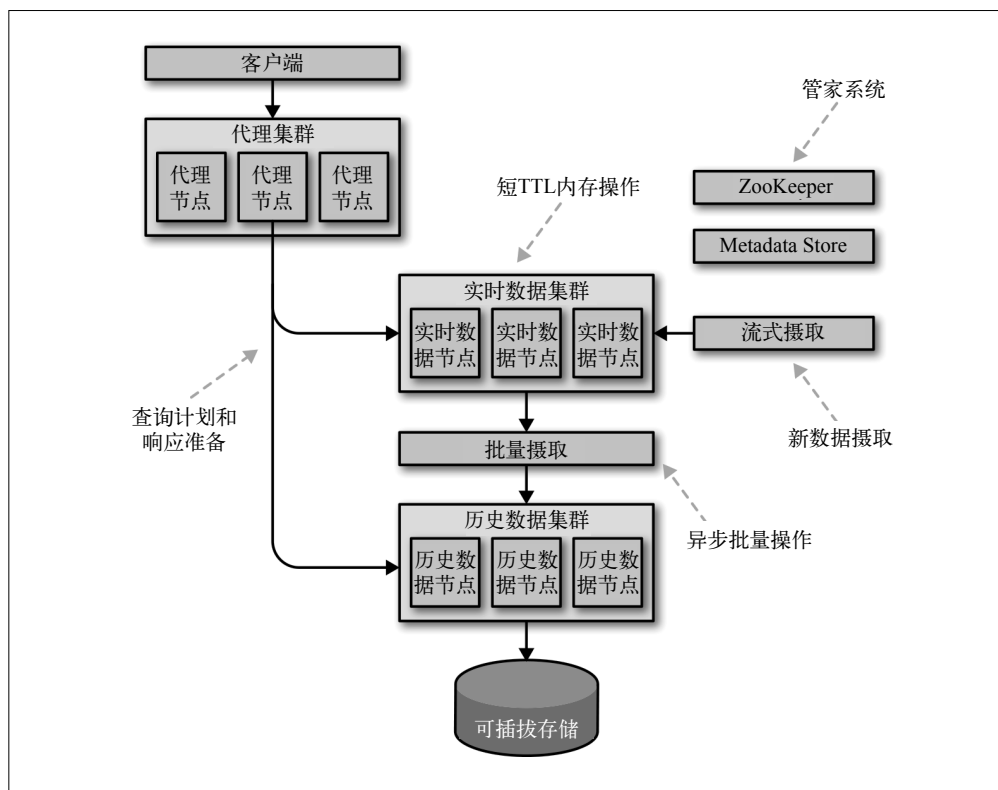 客户端
管家系统
代理集群
代理
节点
代理
节点
代理
节点
短TTL内存操作
ZooKeeper
Metadata Store
实时数据集群
实时数
据节点
实时数
据节点
实时数
据节点
流式摄取
查询计划和
响应准备
新数据摄取
批量摄取
历史数据集群
异步批量操作
历史数
据节点
历史数
据节点
历史数
据节点
可插拔存储